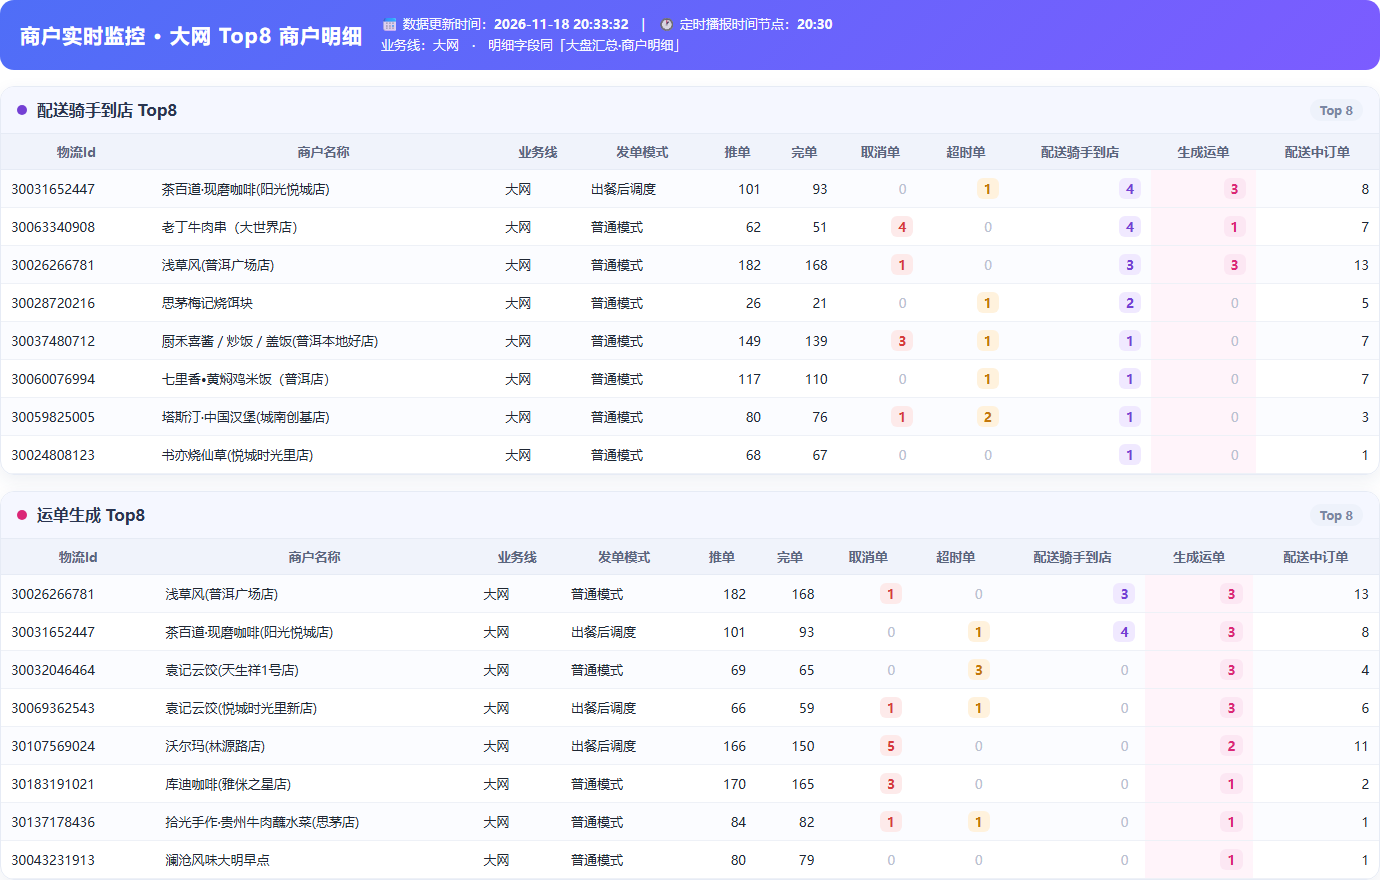 商户实时监控 • 大网 Top8 商户明细
数据更新时间：2026-11-18 20:33:32 | 定时播报时间节点：20:30
业务线：大网 · 明细字段同「大盘汇总·商户明细」
配送骑手到店 Top8 Top 8
物流Id 商户名称 业务线 发单模式 推单 完单 取消单 超时单 配送骑手到店 生成运单 配送中订单
30031652447 茶百道·现磨咖啡(阳光悦城店) 大网 出餐后调度 101 93 0 1 4 3 8
30063340908 老丁牛肉串（大世界店） 大网 普通模式 62 51 4 0 4 1 7
30026266781 浅草风(普洱广场店) 大网 普通模式 182 168 1 0 3 3 13
30028720216 思茅梅记烧饵块 大网 普通模式 26 21 0 1 2 0 5
30037480712 厨禾喜酱 / 炒饭 / 盖饭(普洱本地好店) 大网 普通模式 149 139 3 1 1 0 7
30060076994 七里香•黄焖鸡米饭（普洱店） 大网 普通模式 117 110 0 1 1 0 7
30059825005 塔斯汀·中国汉堡(城南创基店) 大网 普通模式 80 76 1 2 1 0 3
30024808123 书亦烧仙草(悦城时光里店) 大网 普通模式 68 67 0 0 1 0 1
运单生成 Top8 Top 8
物流Id 商户名称 业务线 发单模式 推单 完单 取消单 超时单 配送骑手到店 生成运单 配送中订单
30026266781 浅草风(普洱广场店) 大网 普通模式 182 168 1 0 3 3 13
30031652447 茶百道·现磨咖啡(阳光悦城店) 大网 出餐后调度 101 93 0 1 4 3 8
30032046464 袁记云饺(天生祥1号店) 大网 普通模式 69 65 0 3 0 3 4
30069362543 袁记云饺(悦城时光里新店) 大网 出餐后调度 66 59 1 1 0 3 6
30107569024 沃尔玛(林源路店) 大网 出餐后调度 166 150 5 0 0 2 11
30183191021 库迪咖啡(雅侎之星店) 大网 普通模式 170 165 3 0 0 1 2
30137178436 拾光手作·贵州牛肉蘸水菜(思茅店) 大网 普通模式 84 82 1 1 0 1 1
30043231913 澜沧风味大明早点 大网 普通模式 80 79 0 0 0 1 1